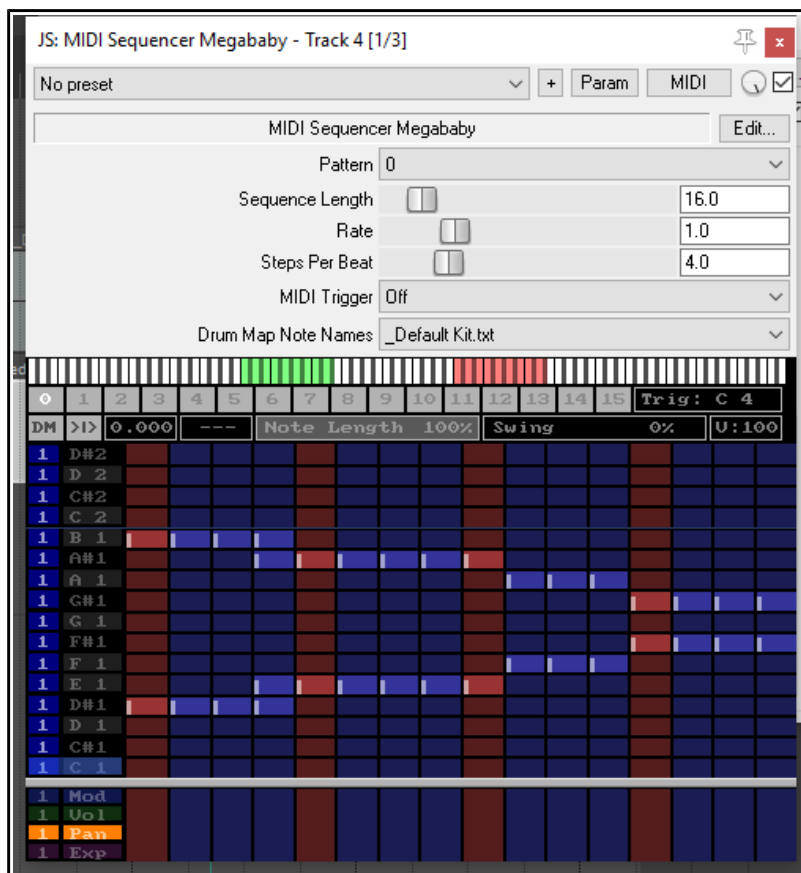 JS: MIDI Sequencer Megababy - Track 4 [1/3] x
No preset + Param MIDI
MIDI Sequencer Megababy Edit...
Pattern 0
Sequence Length 16.0
Rate 1.0
Steps Per Beat 4.0
MIDI Trigger Off
Drum Map Note Names _Default Kit.txt
0 1 2 3 4 5 6 7 8 9 10 11 12 13 14 15 Trig: C 4
DM >|> 0.000 --- Note Length 100% Swing 0% V:100
1 D#2
1 D 2
1 C#2
1 C 2
1 B 1
1 A#1
1 A 1
1 G#1
1 G 1
1 F#1
1 F 1
1 E 1
1 D#1
1 D 1
1 C#1
1 C 1
1 Mod
1 Vol
1 Pan
1 Exp